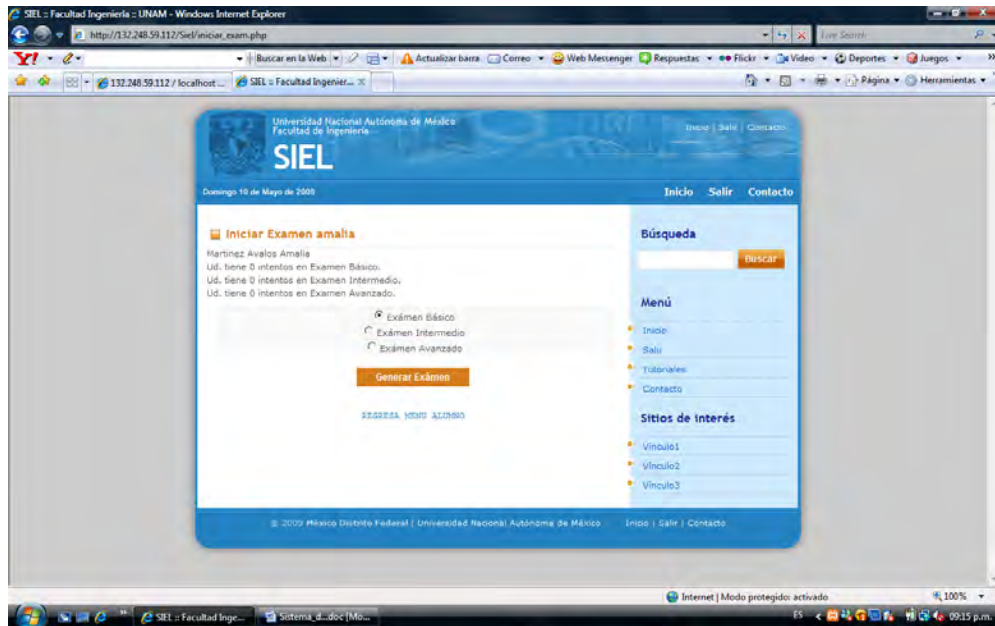 SIEL :: Facultad Ingeniería :: UNAM - Windows Internet Explorer
http://132.248.59.112/Siel/iniciar_exam.php
Live Search
Y! Buscar en la Web Actualizar barra Correo Web Messenger Respuestas Flickr Video Deportes Juegos »
132.248.59.112 / localhost ... SIEL :: Facultad Ingenier... Página Herramientas
Universidad Nacional Autónoma de México
Facultad de Ingeniería
SIEL
Inicio | Salir | Contacto
Domingo 10 de Mayo de 2009
Inicio Salir Contacto
Iniciar Examen amalia
Martinez Avalos Amalia
Ud. tiene 0 intentos en Examen Básico.
Ud. tiene 0 intentos en Examen Intermedio.
Ud. tiene 0 intentos en Examen Avanzado.
Exámen Básico
Exámen Intermedio
Exámen Avanzado
Generar Exámen
REGRESA MENU ALUMNO
Búsqueda
Buscar
Menú
Inicio
Salir
Tutoriales
Contacto
Sitios de interés
Vinculo1
Vinculo2
Vinculo3
© 2009 México Distrito Federal | Universidad Nacional Autónoma de México Inicio | Salir | Contacto
Internet | Modo protegido: activado 100%
SIEL :: Facultad Inge... Sistema_d...doc [Mo... ES 09:15 p.m.